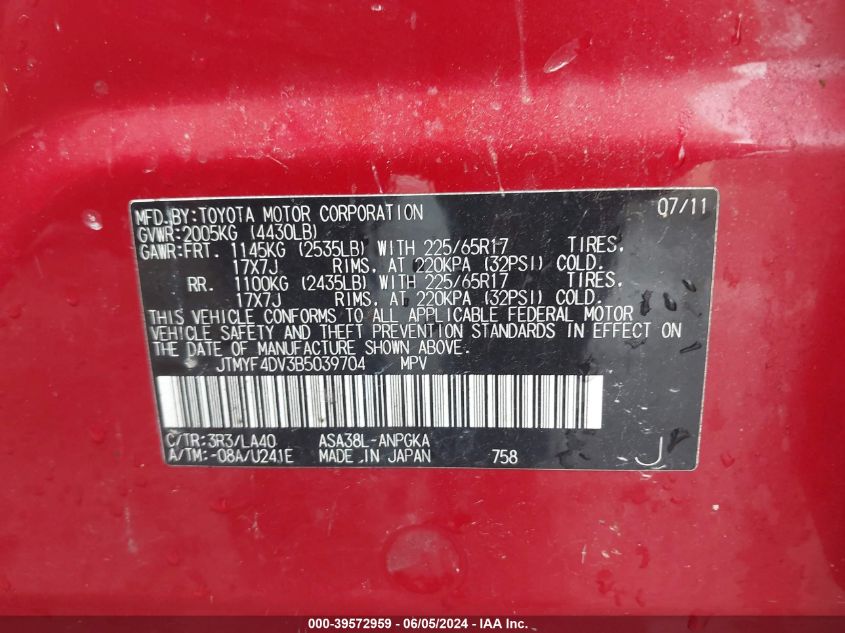 MFD.BY:TOYOTA MOTOR CORPORATION 07/11
GVWR:2005KG (4430LB)
GAWR:FRT. 1145KG (2535LB) WITH 225/65R17 TIRES,
17X7J RIMS, AT 220KPA (32PSI) COLD.
RR. 1100KG (2435LB) WITH 225/65R17 TIRES,
17X7J RIMS, AT 220KPA (32PSI) COLD.
THIS VEHICLE CONFORMS TO ALL APPLICABLE FEDERAL MOTOR
VEHICLE SAFETY AND THEFT PREVENTION STANDARDS IN EFFECT ON
THE DATE OF MANUFACTURE SHOWN ABOVE.
JTMYF4DV3B5039704 MPV
C/TR:3R3/LA40 ASA38L-ANPGKA
A/TM:-08A/U241E MADE IN JAPAN 758 J
000-39572959 - 06/05/2024 - IAA Inc.